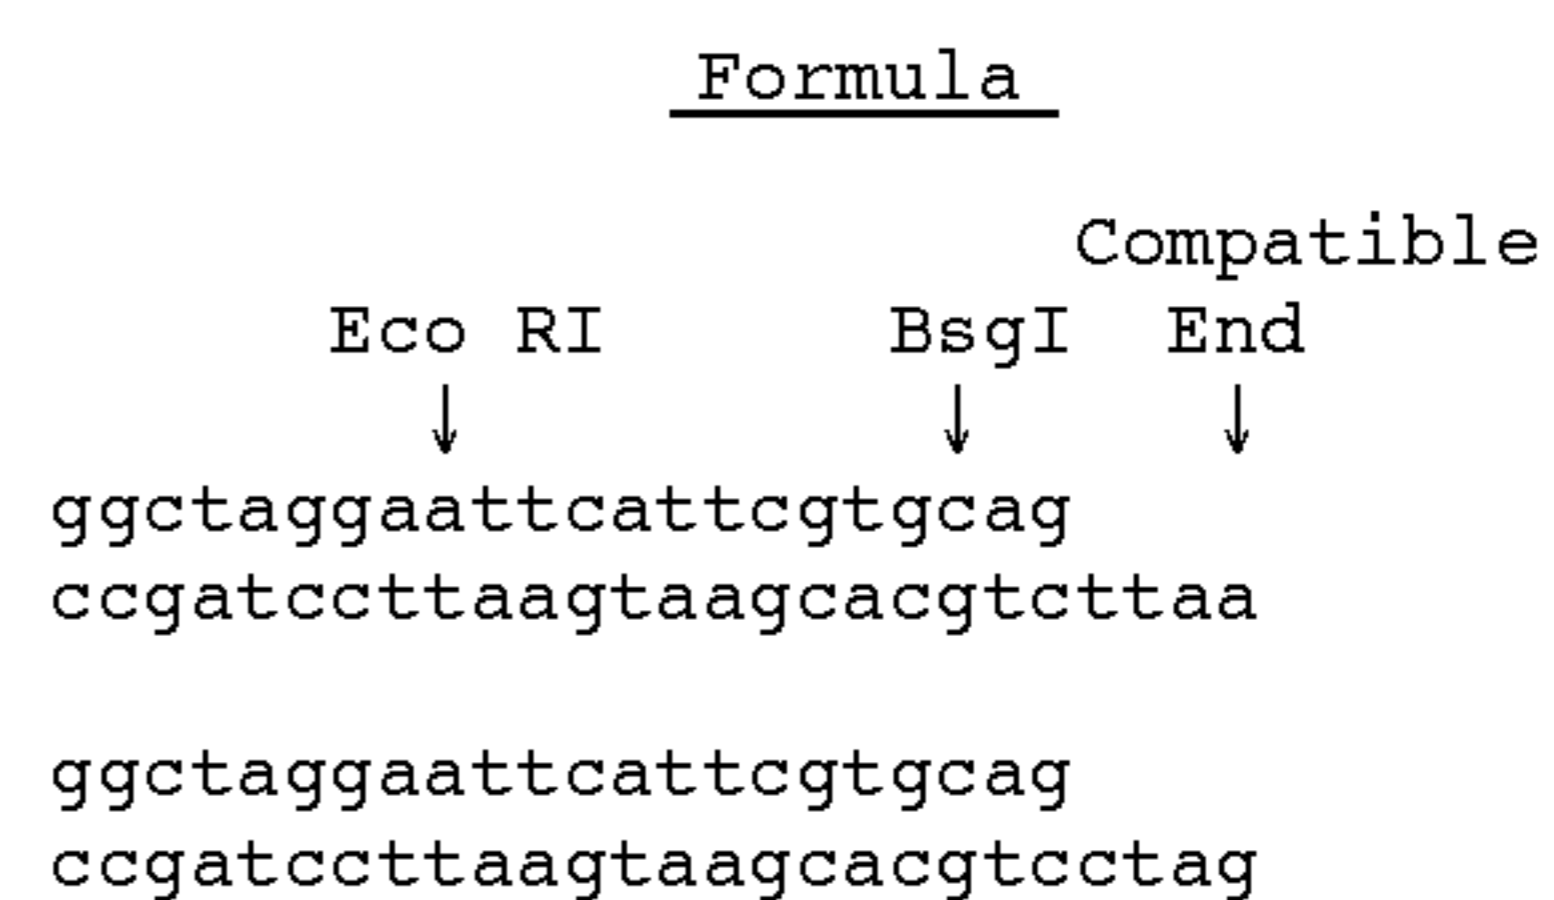 Formula
Compatible
Eco RI BsgI End
ggctaggaattcattcgtgcag
ccgatccttaagtaagcacgtcttaa
ggctaggaattcattcgtgcag
ccgatccttaagtaagcacgtcctag